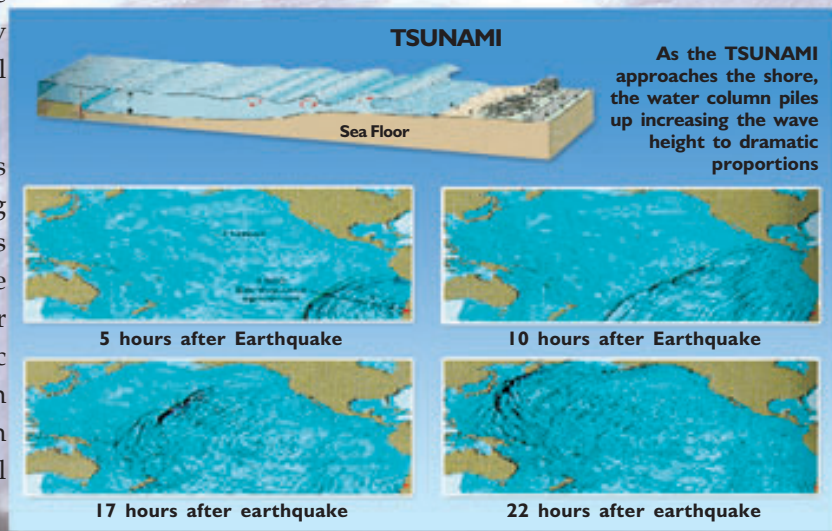 TSUNAMI
As the TSUNAMI
approaches the shore,
the water column piles
up increasing the wave
height to dramatic
proportions
Sea Floor
5 hours after Earthquake
10 hours after Earthquake
17 hours after earthquake
22 hours after earthquake